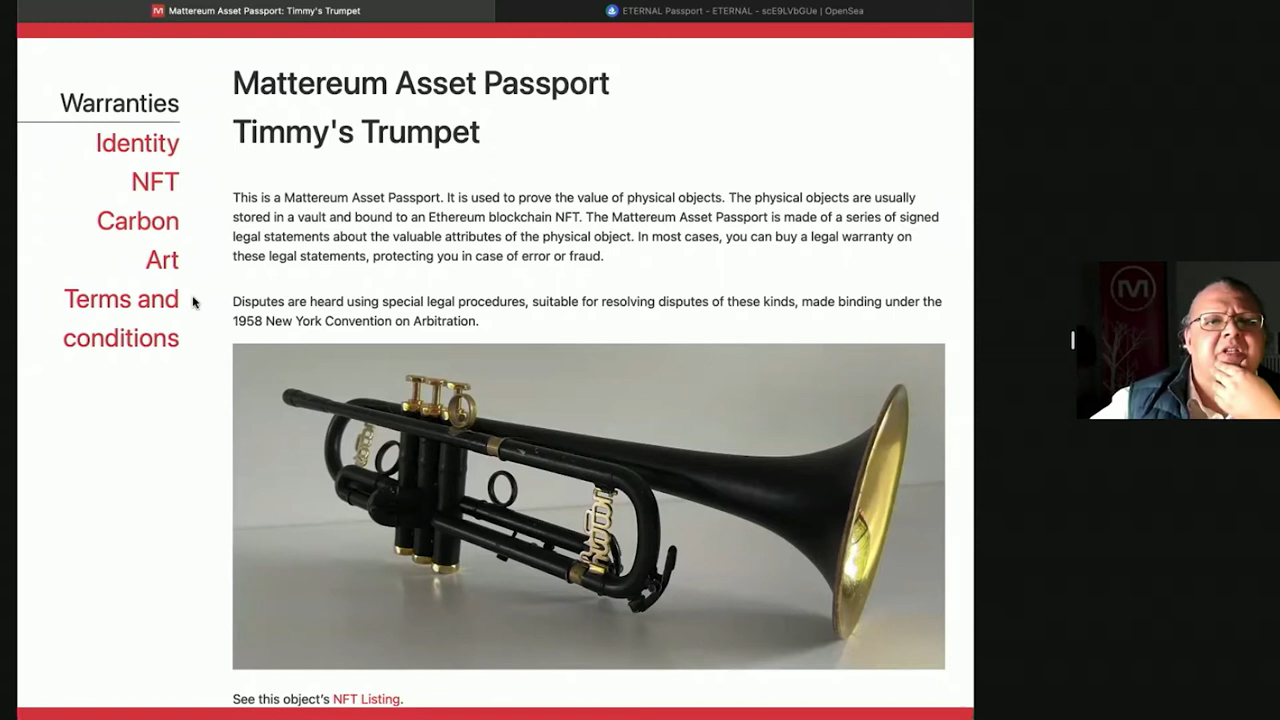 Mattereum Asset Passport: Timmy's Trumpet
ETERNAL Passport - ETERNAL - scE9LVbGUe | OpenSea
Warranties
Identity
NFT
Carbon
Art
Terms and
conditions
Mattereum Asset Passport
Timmy's Trumpet
This is a Mattereum Asset Passport. It is used to prove the value of physical objects. The physical objects are usually
stored in a vault and bound to an Ethereum blockchain NFT. The Mattereum Asset Passport is made of a series of signed
legal statements about the valuable attributes of the physical object. In most cases, you can buy a legal warranty on
these legal statements, protecting you in case of error or fraud.
Disputes are heard using special legal procedures, suitable for resolving disputes of these kinds, made binding under the
1958 New York Convention on Arbitration.
See this object's NFT Listing.